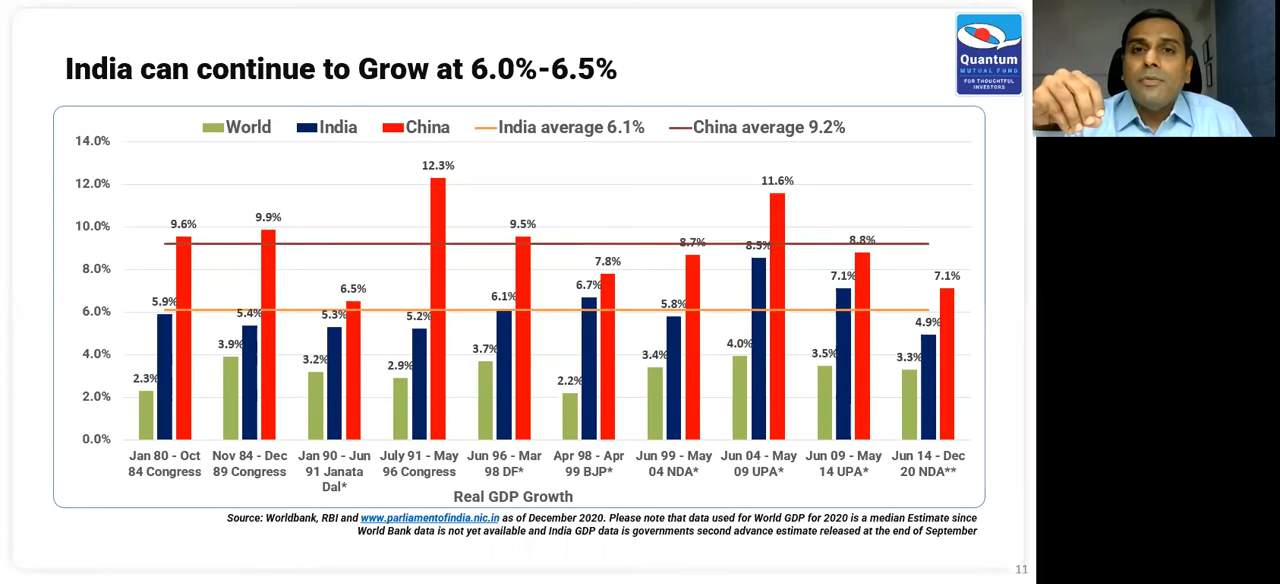 India can continue to Grow at 6.0%-6.5%
Quantum
MUTUAL FUND
FOR THOUGHTFUL
INVESTORS
World India China India average 6.1% China average 9.2%
14.0%
12.0%
10.0%
8.0%
6.0%
4.0%
2.0%
0.0%
2.3% 5.9% 9.6%
3.9% 5.4% 9.9%
3.2% 5.3% 6.5%
2.9% 5.2% 12.3%
3.7% 6.1% 9.5%
2.2% 6.7% 7.8%
3.4% 5.8% 8.7%
4.0% 8.5% 11.6%
3.5% 7.1% 8.8%
3.3% 4.9% 7.1%
Jan 80 - Oct
84 Congress
Nov 84 - Dec
89 Congress
Jan 90 - Jun
91 Janata
Dal*
July 91 - May
96 Congress
Jun 96 - Mar
98 DF*
Apr 98 - Apr
99 BJP*
Jun 99 - May
04 NDA*
Jun 04 - May
09 UPA*
Jun 09 - May
14 UPA*
Jun 14 - Dec
20 NDA**
Real GDP Growth
Source: Worldbank, RBI and www.parliamentofindia.nic.in as of December 2020. Please note that data used for World GDP for 2020 is a median Estimate since
World Bank data is not yet available and India GDP data is governments second advance estimate released at the end of September
11